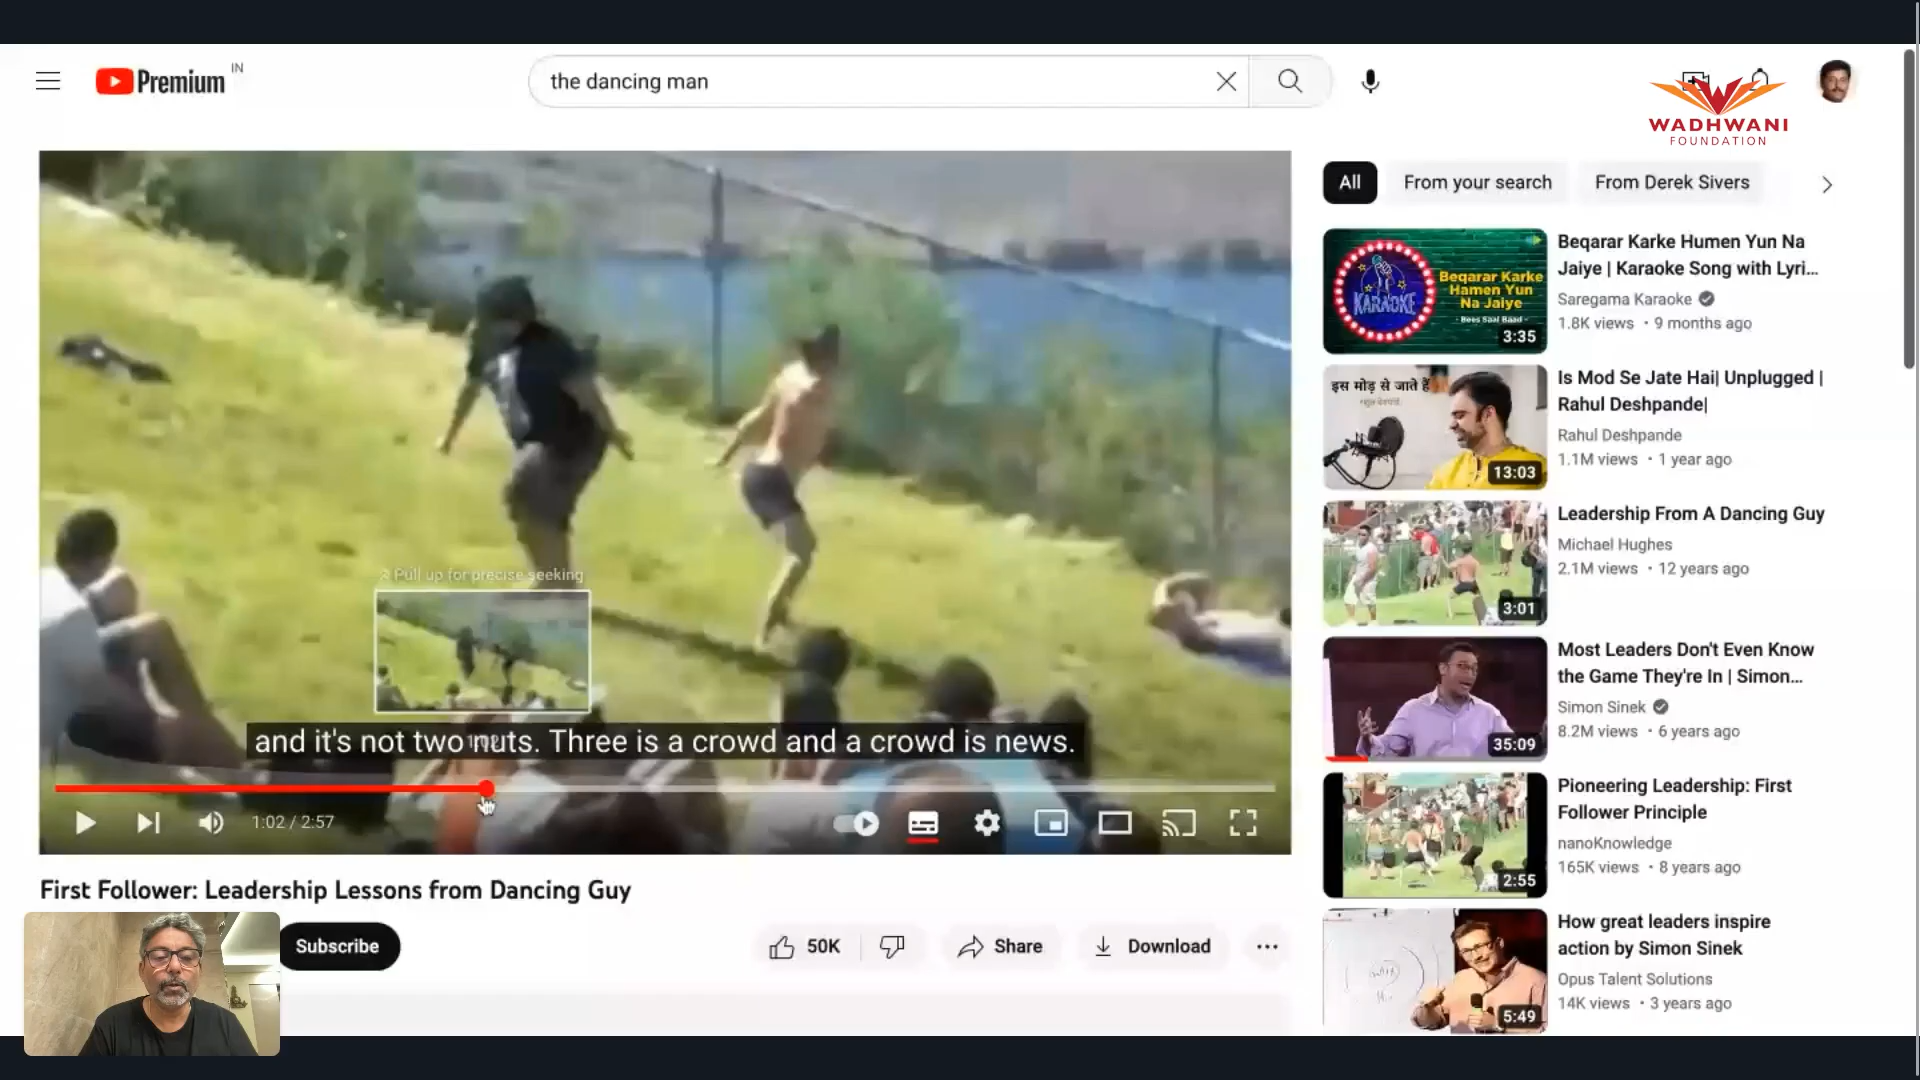 Premium IN
the dancing man
WADHWANI
FOUNDATION
Pull up for precise seeking
and it's not two nuts. Three is a crowd and a crowd is news.
1:02 / 2:57
First Follower: Leadership Lessons from Dancing Guy
Subscribe
50K
Share
Download
All
From your search
From Derek Sivers
KARAOKE
Beqarar Karke
Hamen Yun
Na Jaiye
- Bees Saal Baad -
3:35
Beqarar Karke Humen Yun Na
Jaiye | Karaoke Song with Lyri...
Saregama Karaoke
1.8K views • 9 months ago
इस मोड़ से जाते हैं
13:03
Is Mod Se Jate Hai| Unplugged |
Rahul Deshpande|
Rahul Deshpande
1.1M views • 1 year ago
3:01
Leadership From A Dancing Guy
Michael Hughes
2.1M views • 12 years ago
35:09
Most Leaders Don't Even Know
the Game They're In | Simon...
Simon Sinek
8.2M views • 6 years ago
2:55
Pioneering Leadership: First
Follower Principle
nanoKnowledge
165K views • 8 years ago
5:49
How great leaders inspire
action by Simon Sinek
Opus Talent Solutions
14K views • 3 years ago